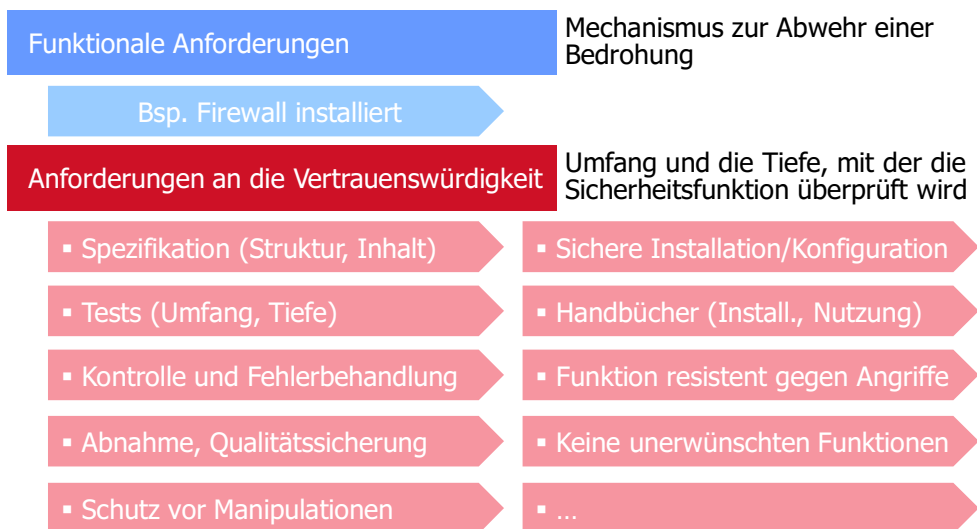 Funktionale Anforderungen
Mechanismus zur Abwehr einer
Bedrohung
Bsp. Firewall installiert
Anforderungen an die Vertrauenswürdigkeit
Umfang und die Tiefe, mit der die
Sicherheitsfunktion überprüft wird
▪ Spezifikation (Struktur, Inhalt)
▪ Sichere Installation/Konfiguration
▪ Tests (Umfang, Tiefe)
▪ Handbücher (Install., Nutzung)
▪ Kontrolle und Fehlerbehandlung
▪ Funktion resistent gegen Angriffe
▪ Abnahme, Qualitätssicherung
▪ Keine unerwünschten Funktionen
▪ Schutz vor Manipulationen
▪ ...